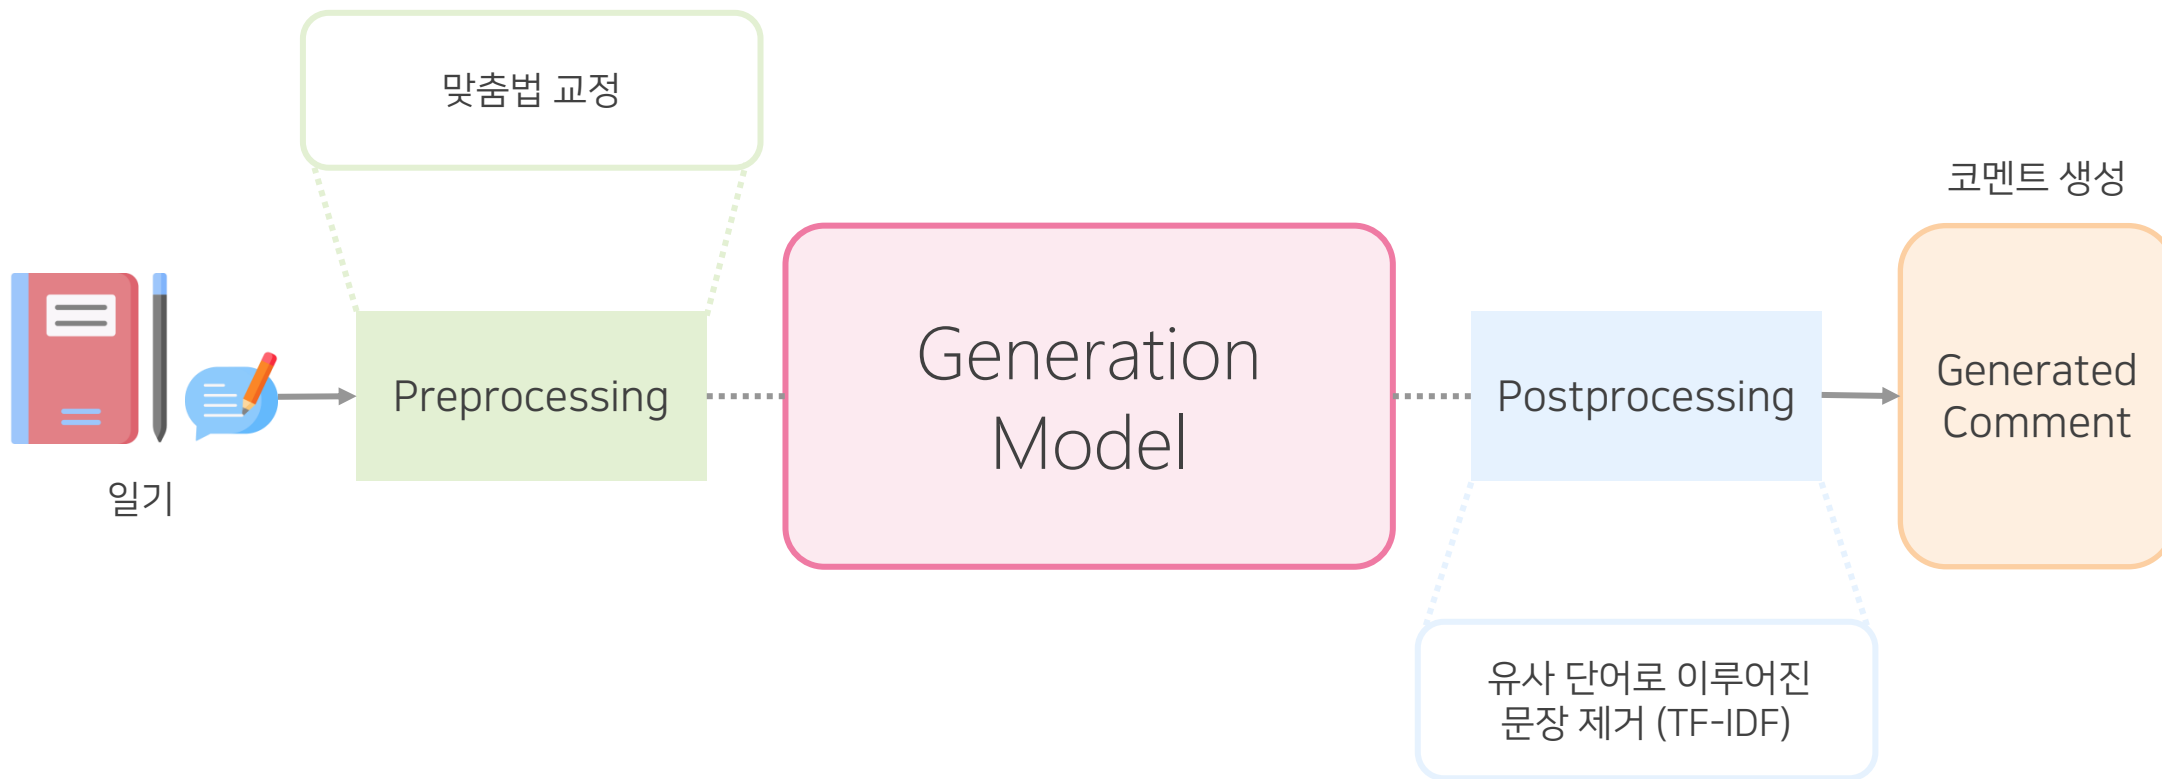 맞춤법 교정
일기
Preprocessing
Generation
Model
Postprocessing
유사 단어로 이루어진
문장 제거 (TF-IDF)
코멘트 생성
Generated
Comment